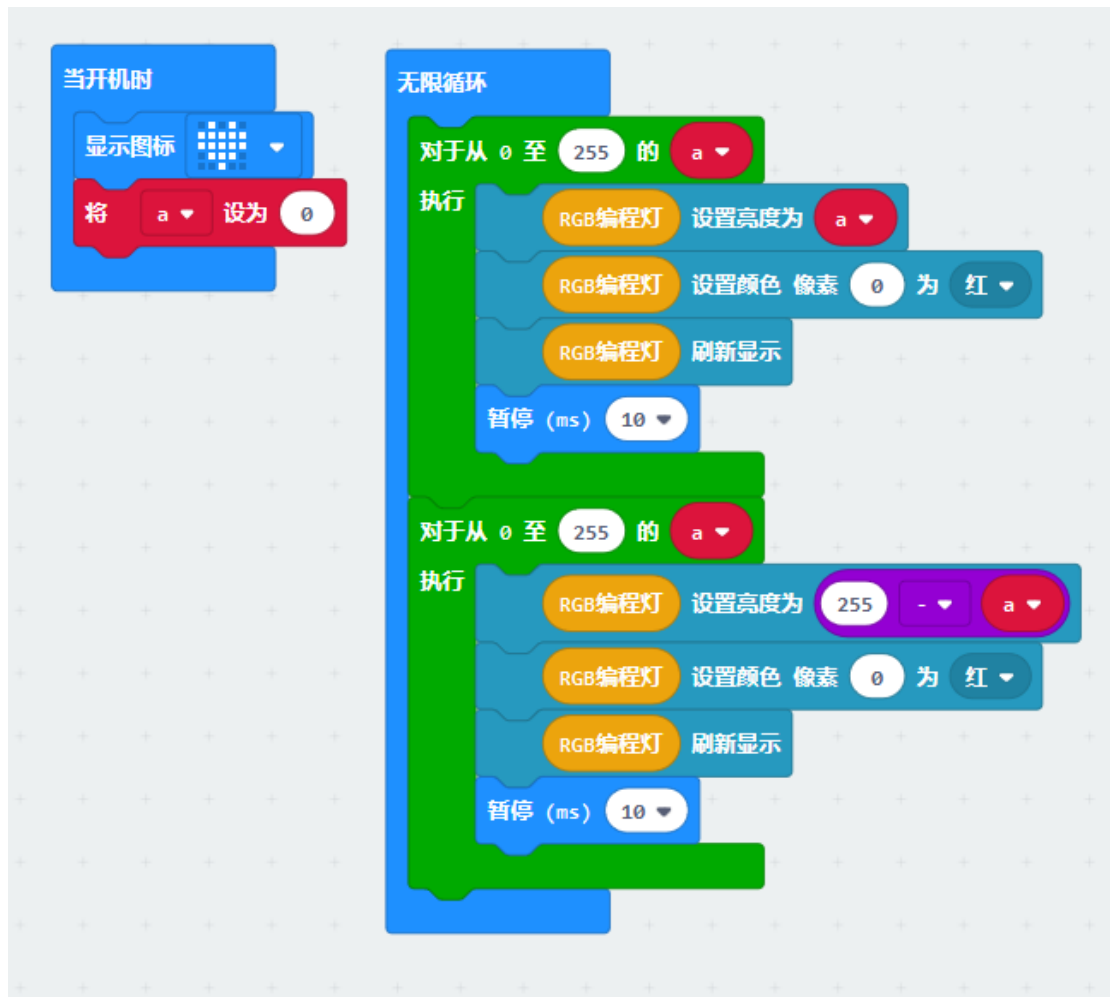 当开机时
显示图标
将 a 设为 0
无限循环
对于从 0 至 255 的 a
执行
RGB编程灯 设置亮度为 a
RGB编程灯 设置颜色 像素 0 为 红
RGB编程灯 刷新显示
暂停 (ms) 10
对于从 0 至 255 的 a
执行
RGB编程灯 设置亮度为 255 - a
RGB编程灯 设置颜色 像素 0 为 红
RGB编程灯 刷新显示
暂停 (ms) 10